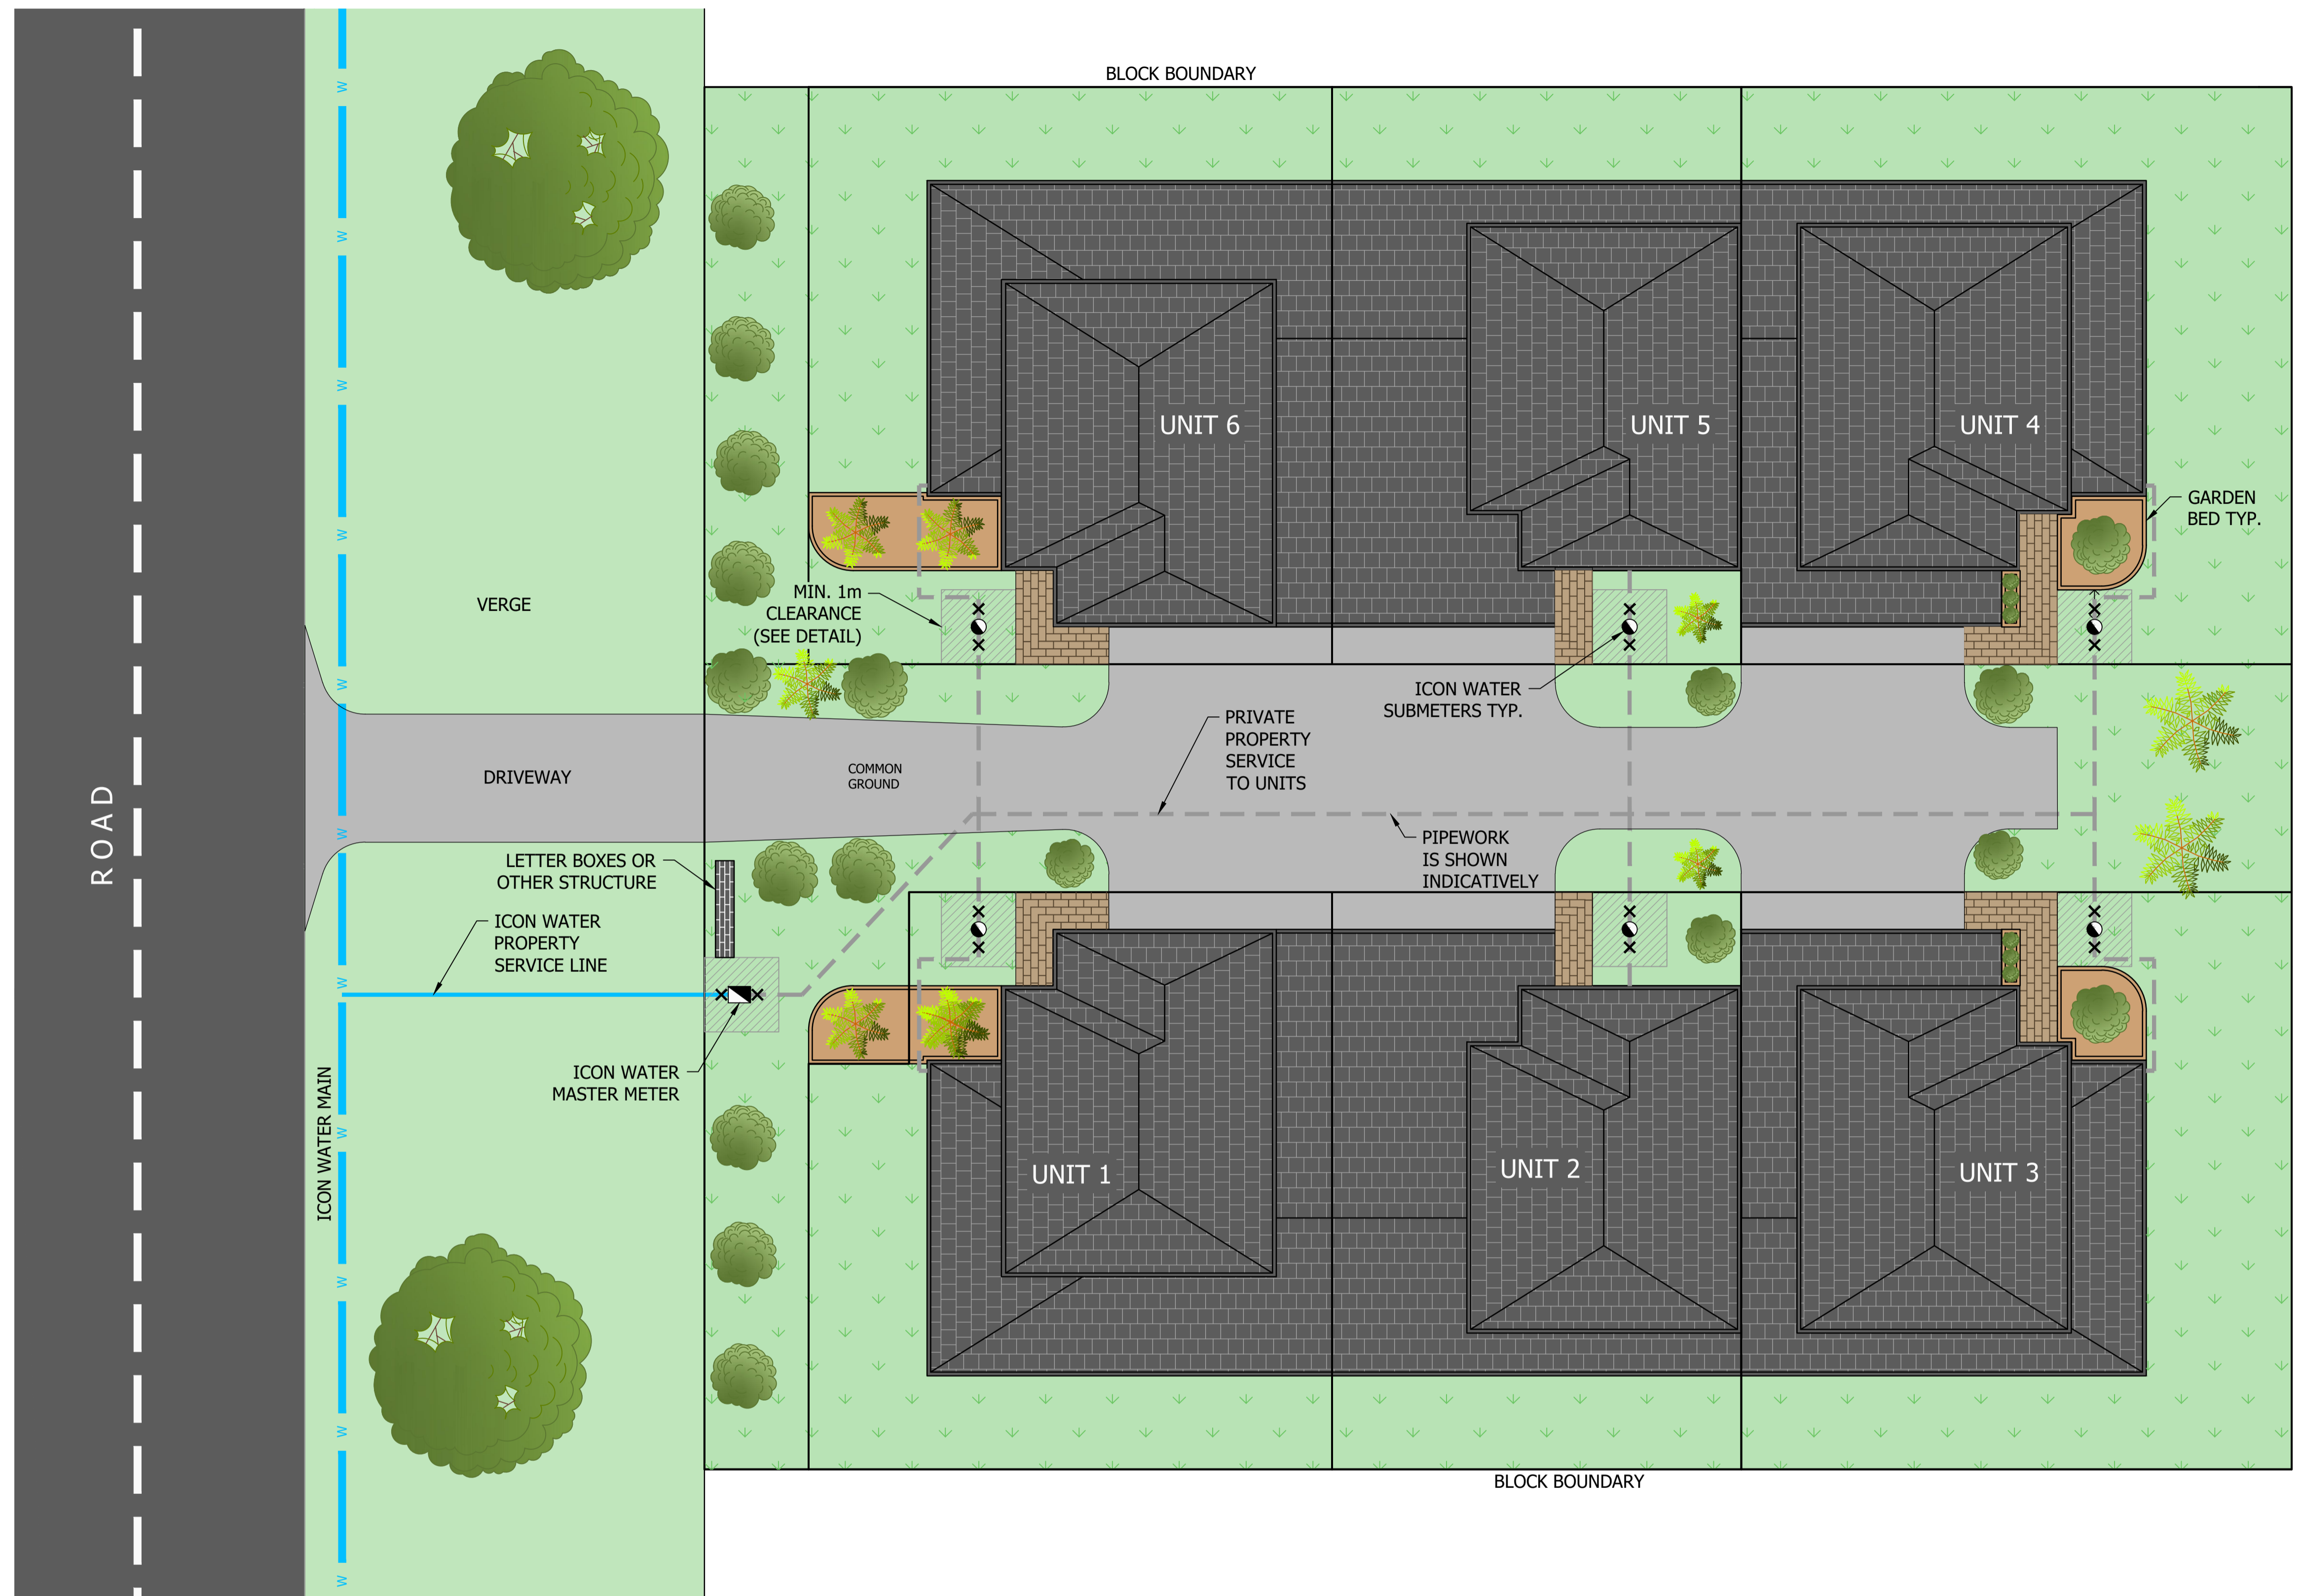 BLOCK BOUNDARY
UNIT 6
UNIT 5
UNIT 4
GARDEN
BED TYP.
VERGE
MIN. 1m
CLEARANCE
(SEE DETAIL)
ICON WATER
SUBMETERS TYP.
PRIVATE
PROPERTY
SERVICE
TO UNITS
ROAD
DRIVEWAY
COMMON
GROUND
PIPEWORK
IS SHOWN
INDICATIVELY
LETTER BOXES OR
OTHER STRUCTURE
ICON WATER
PROPERTY
SERVICE LINE
ICON WATER
MASTER METER
ICON WATER MAIN
UNIT 1
UNIT 2
UNIT 3
BLOCK BOUNDARY
W
W
W
W
W
W
W
W
W
W
W